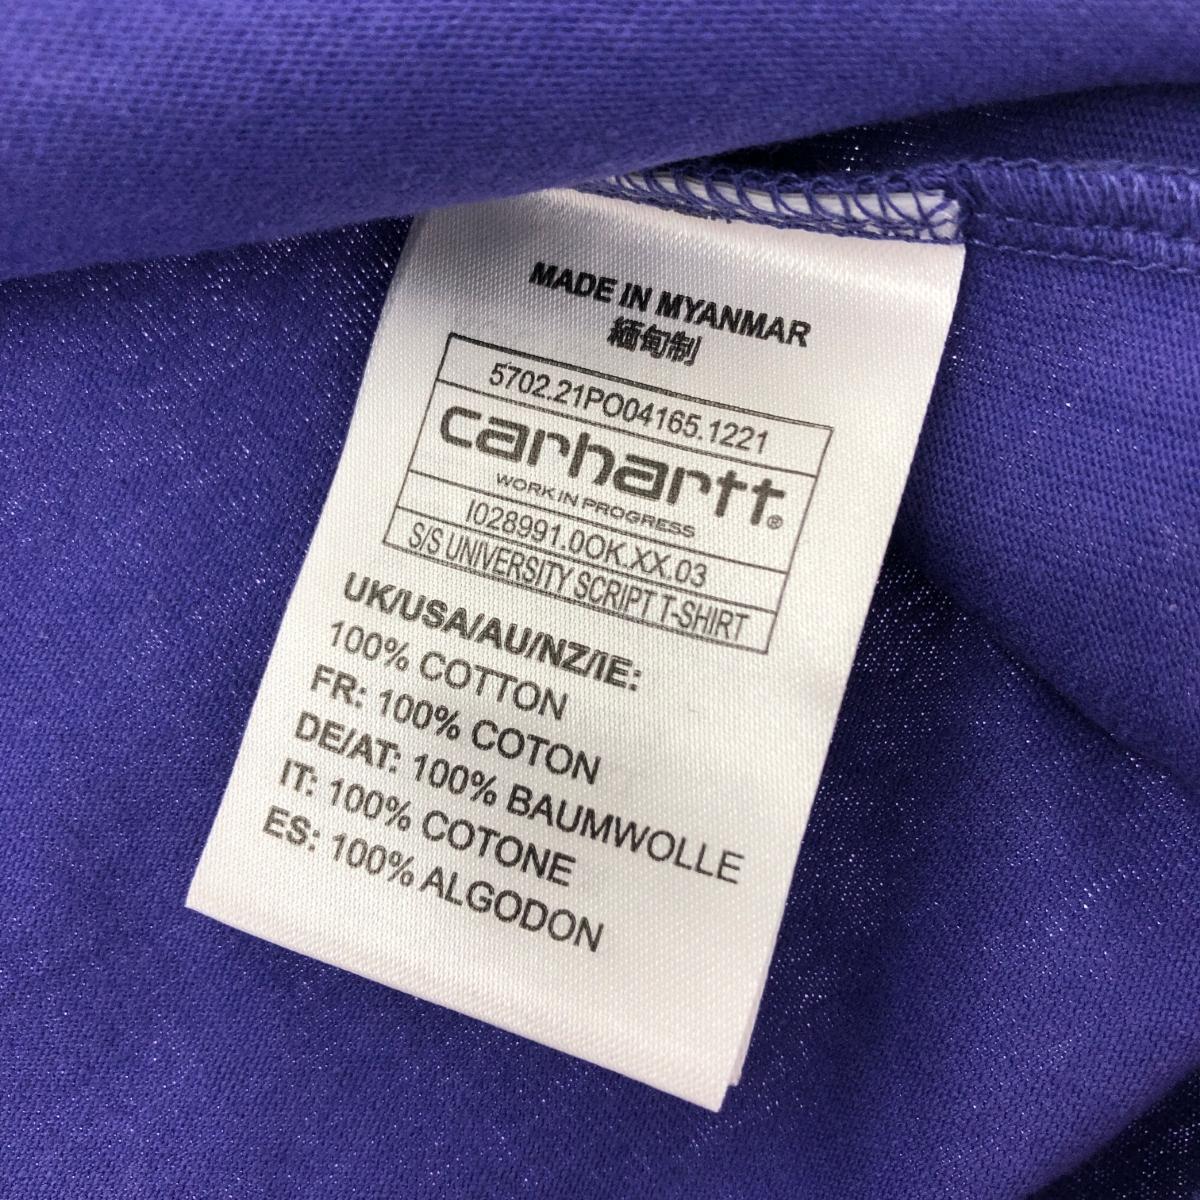 MADE IN MYANMAR
緬甸制
5702.21PO04165.1221
carhartt®
WORK IN PROGRESS
I028991.0OK.XX.03
S/S UNIVERSITY SCRIPT T-SHIRT
UK/USA/AU/NZ/IE:
100% COTTON
FR: 100% COTON
DE/AT: 100% BAUMWOLLE
IT: 100% COTONE
ES: 100% ALGODON